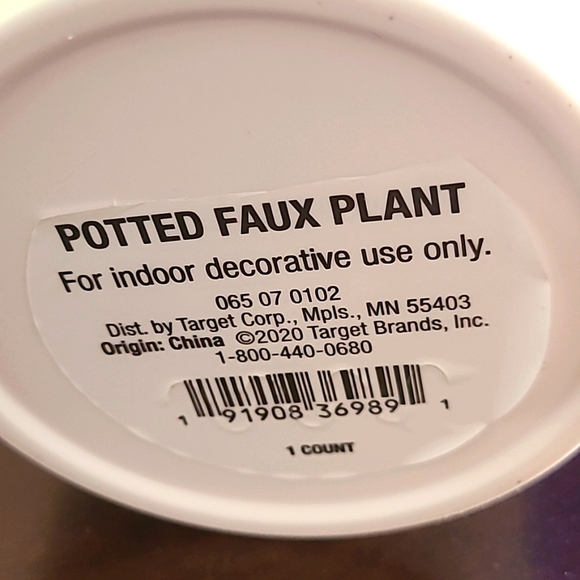 POTTED FAUX PLANT
For indoor decorative use only.
065 07 0102
Dist. by Target Corp., Mpls., MN 55403
Origin: China ©2020 Target Brands, Inc.
1-800-440-0680
1 91908 36989 1
1 COUNT